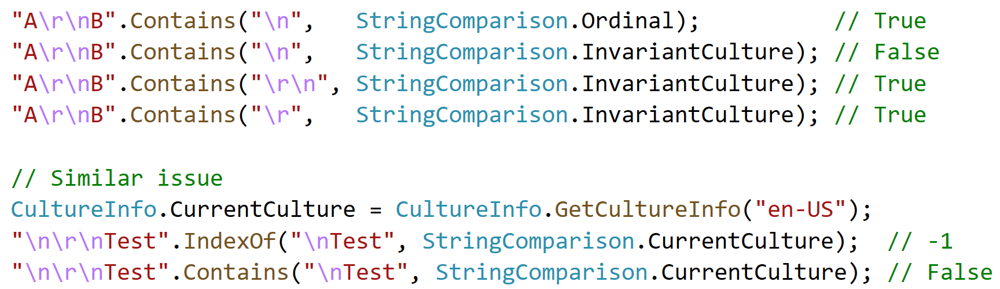 "A\r\nB".Contains("\n",   StringComparison.Ordinal);          // True
"A\r\nB".Contains("\n",   StringComparison.InvariantCulture); // False
"A\r\nB".Contains("\r\n", StringComparison.InvariantCulture); // True
"A\r\nB".Contains("\r",   StringComparison.InvariantCulture); // True
// Similar issue
CultureInfo.CurrentCulture = CultureInfo.GetCultureInfo("en-US");
"\n\r\nTest".IndexOf("\nTest", StringComparison.CurrentCulture);  // -1
"\n\r\nTest".Contains("\nTest", StringComparison.CurrentCulture); // False